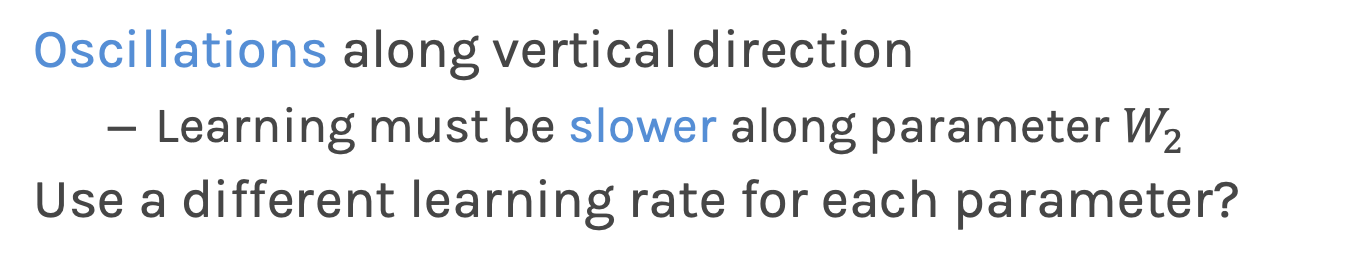 Oscillations along vertical direction
– Learning must be slower along parameter W₂
Use a different learning rate for each parameter?